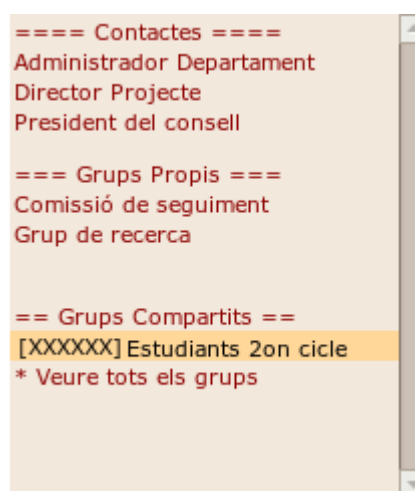 ==== Contactes ====
Administrador Departament
Director Projecte
President del consell
=== Grups Propis ===
Comissió de seguiment
Grup de recerca
== Grups Compartits ==
[XXXXXX] Estudiants 2on cicle
* Veure tots els grups